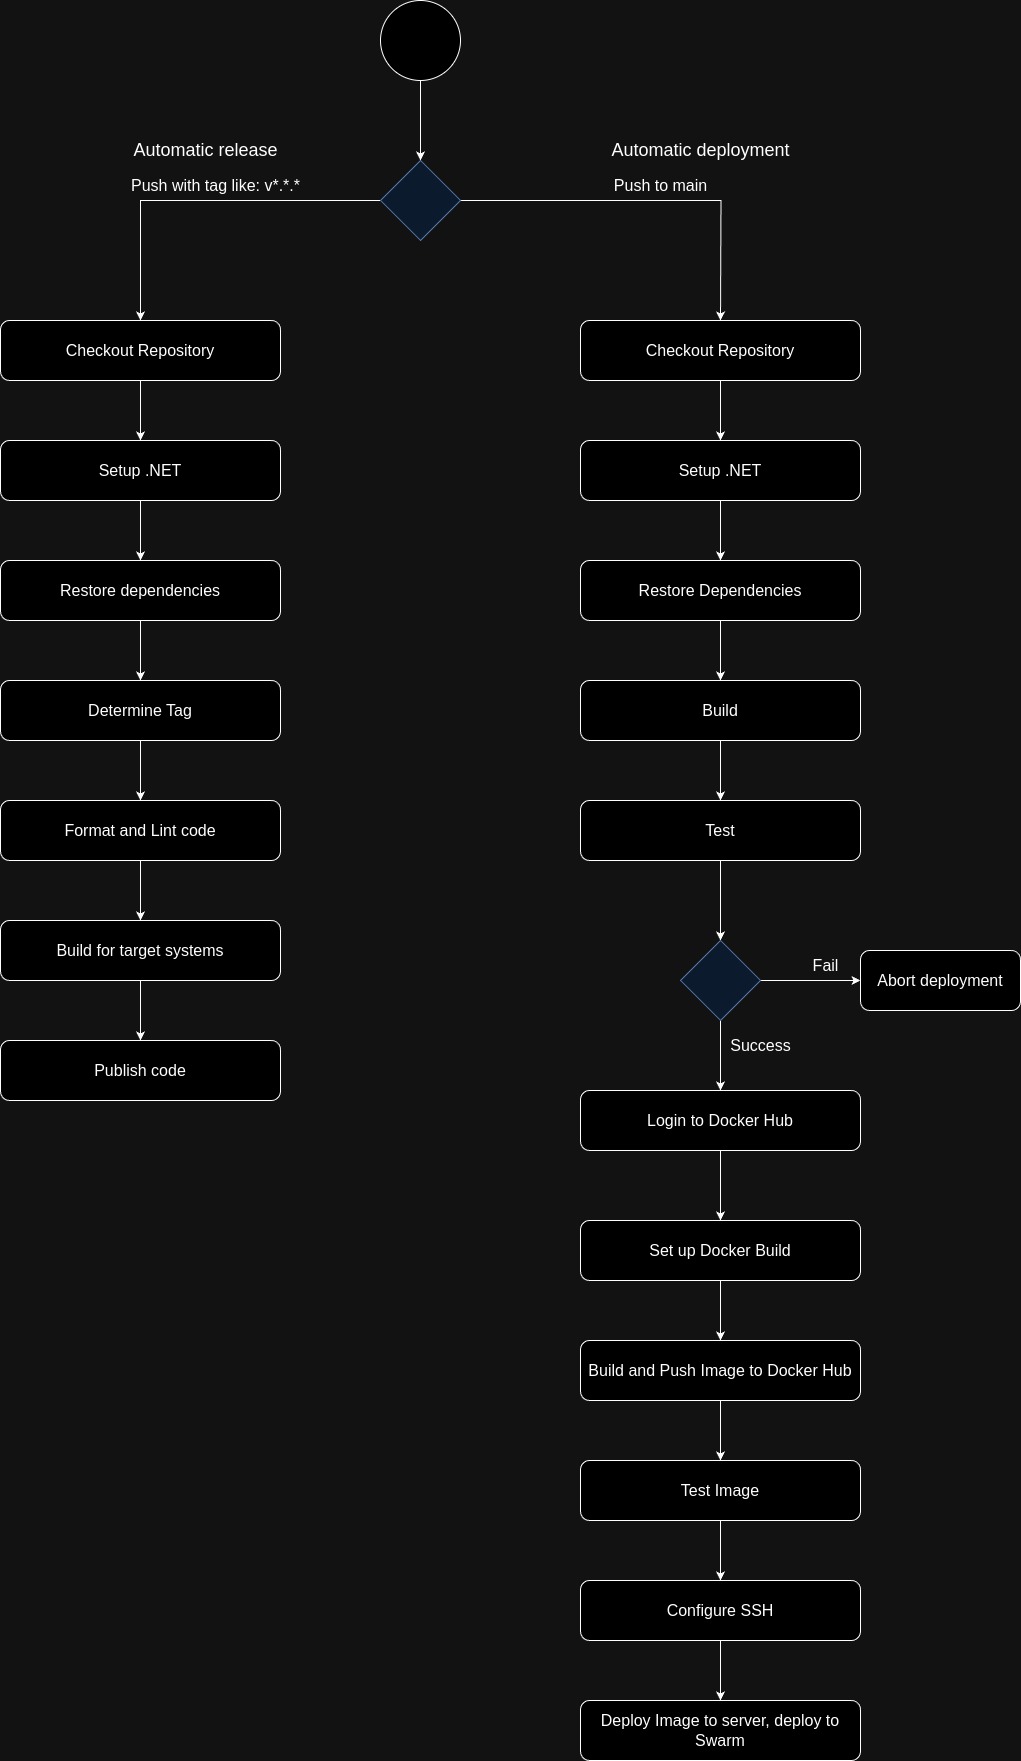 Automatic release
Push with tag like: v*.*.*
Automatic deployment
Push to main
Checkout Repository
Setup .NET
Restore dependencies
Determine Tag
Format and Lint code
Build for target systems
Publish code
Checkout Repository
Setup .NET
Restore Dependencies
Build
Test
Fail
Abort deployment
Success
Login to Docker Hub
Set up Docker Build
Build and Push Image to Docker Hub
Test Image
Configure SSH
Deploy Image to server, deploy to
Swarm